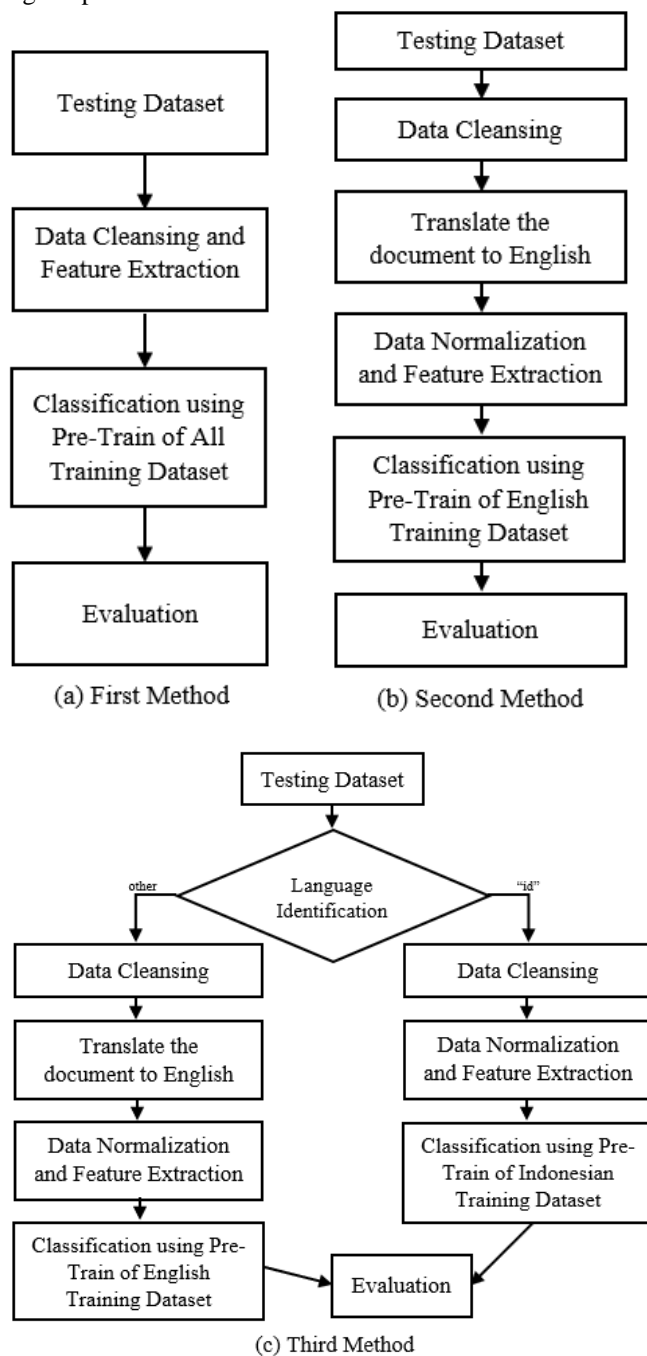 Testing Dataset
Data Cleansing and
Feature Extraction
Classification using
Pre-Train of All
Training Dataset
Evaluation
(a) First Method
Testing Dataset
Data Cleansing
Translate the
document to English
Data Normalization
and Feature Extraction
Classification using
Pre-Train of English
Training Dataset
Evaluation
(b) Second Method
Testing Dataset
Language
Identification
other
"id"
Data Cleansing
Translate the
document to English
Data Normalization
and Feature Extraction
Classification using Pre-
Train of English
Training Dataset
Data Cleansing
Data Normalization
and Feature Extraction
Classification using Pre-
Train of Indonesian
Training Dataset
Evaluation
(c) Third Method